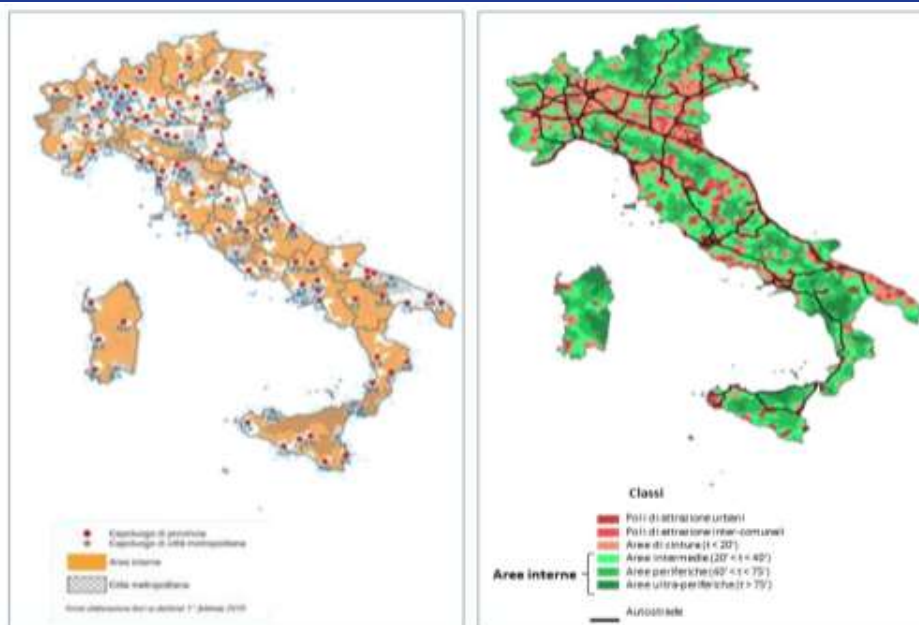 Capoluogo di provincia
Capoluogo di città metropolitana
Aree interne
Città metropolitana
Classi
Poli di attrazione urbani
Poli di attrazione inter-comunali
Aree di cintura (t < 20')
Aree intermedie (20' < t < 40')
Aree periferiche (40' < t < 75')
Aree ultra-periferiche (t > 75')
Aree interne
Autostrade